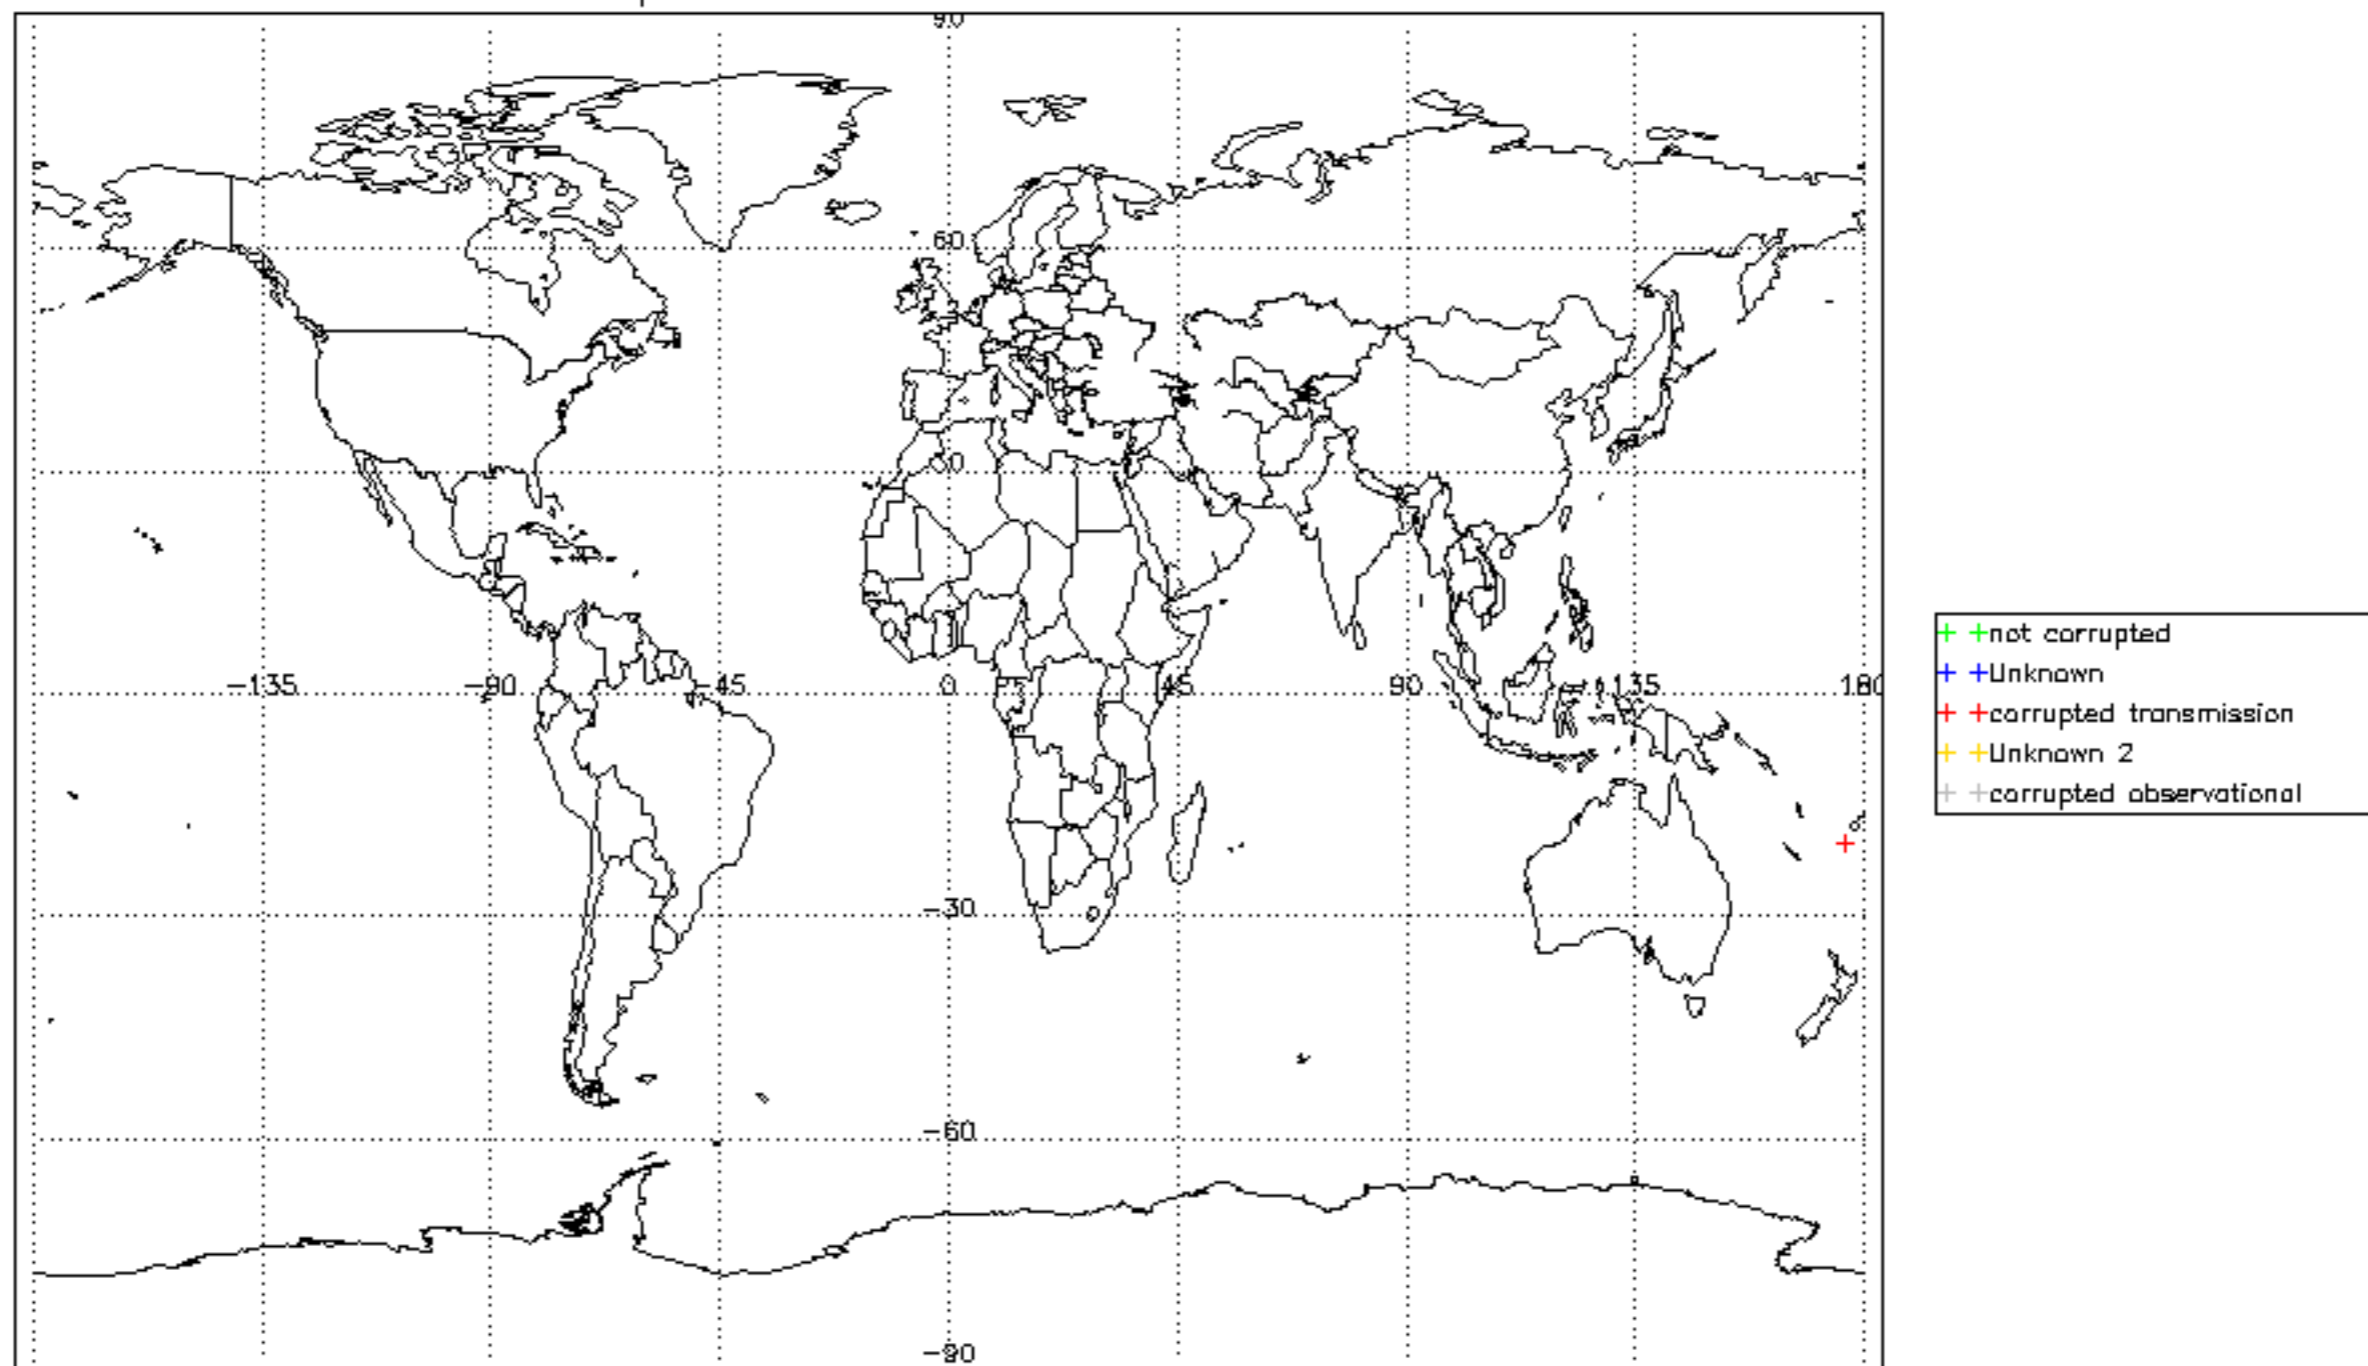 90
60
30
-135 -90 -45 0 45 90 135 180
-30
-60
-90
not corrupted
Unknown
corrupted transmission
Unknown 2
corrupted observational